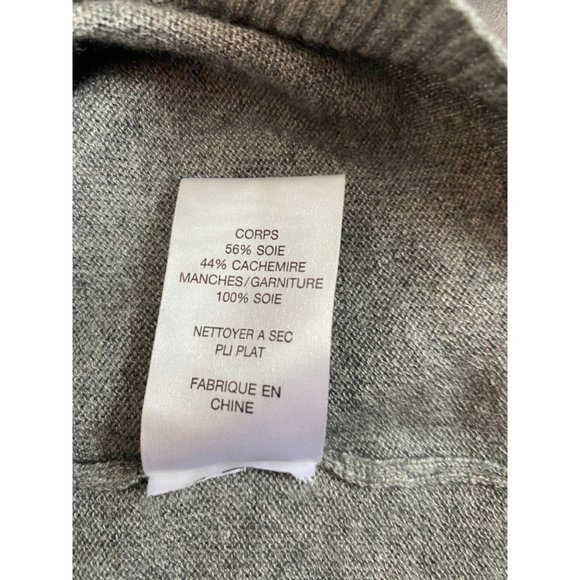 CORPS
56% SOIE
44% CACHEMIRE
MANCHES/GARNITURE
100% SOIE
NETTOYER A SEC
PLI PLAT
FABRIQUE EN
CHINE